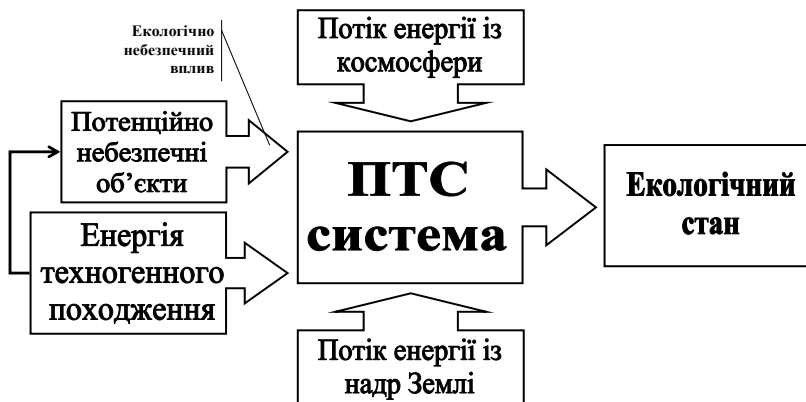 Екологічно
небезпечний
вплив
Потік енергії із
космосфери
Потенційно
небезпечні
об’єкти
ПТС
система
Екологічний
стан
Енергія
техногенного
походження
Потік енергії із
надр Землі